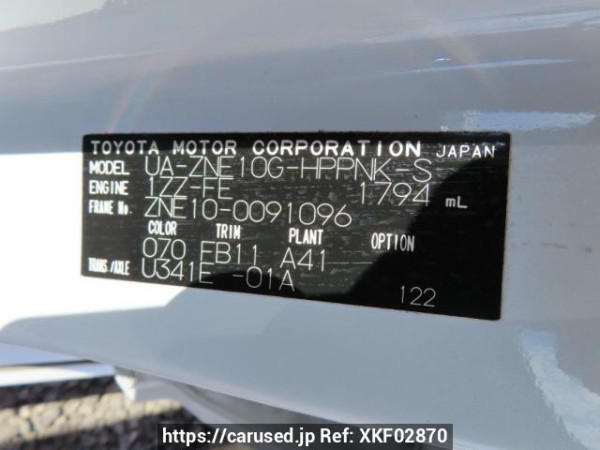 TOYOTA MOTOR CORPORATION JAPAN
MODEL UA-ZNE10G-HPPNK-S
ENGINE 1ZZ-FE 1794 mL
FRAME No. ZNE10-0091096
COLOR TRIM PLANT OPTION
070 FB11 A41
TRANS./AXLE U341E -01A
122
https://carused.jp Ref: XKF02870